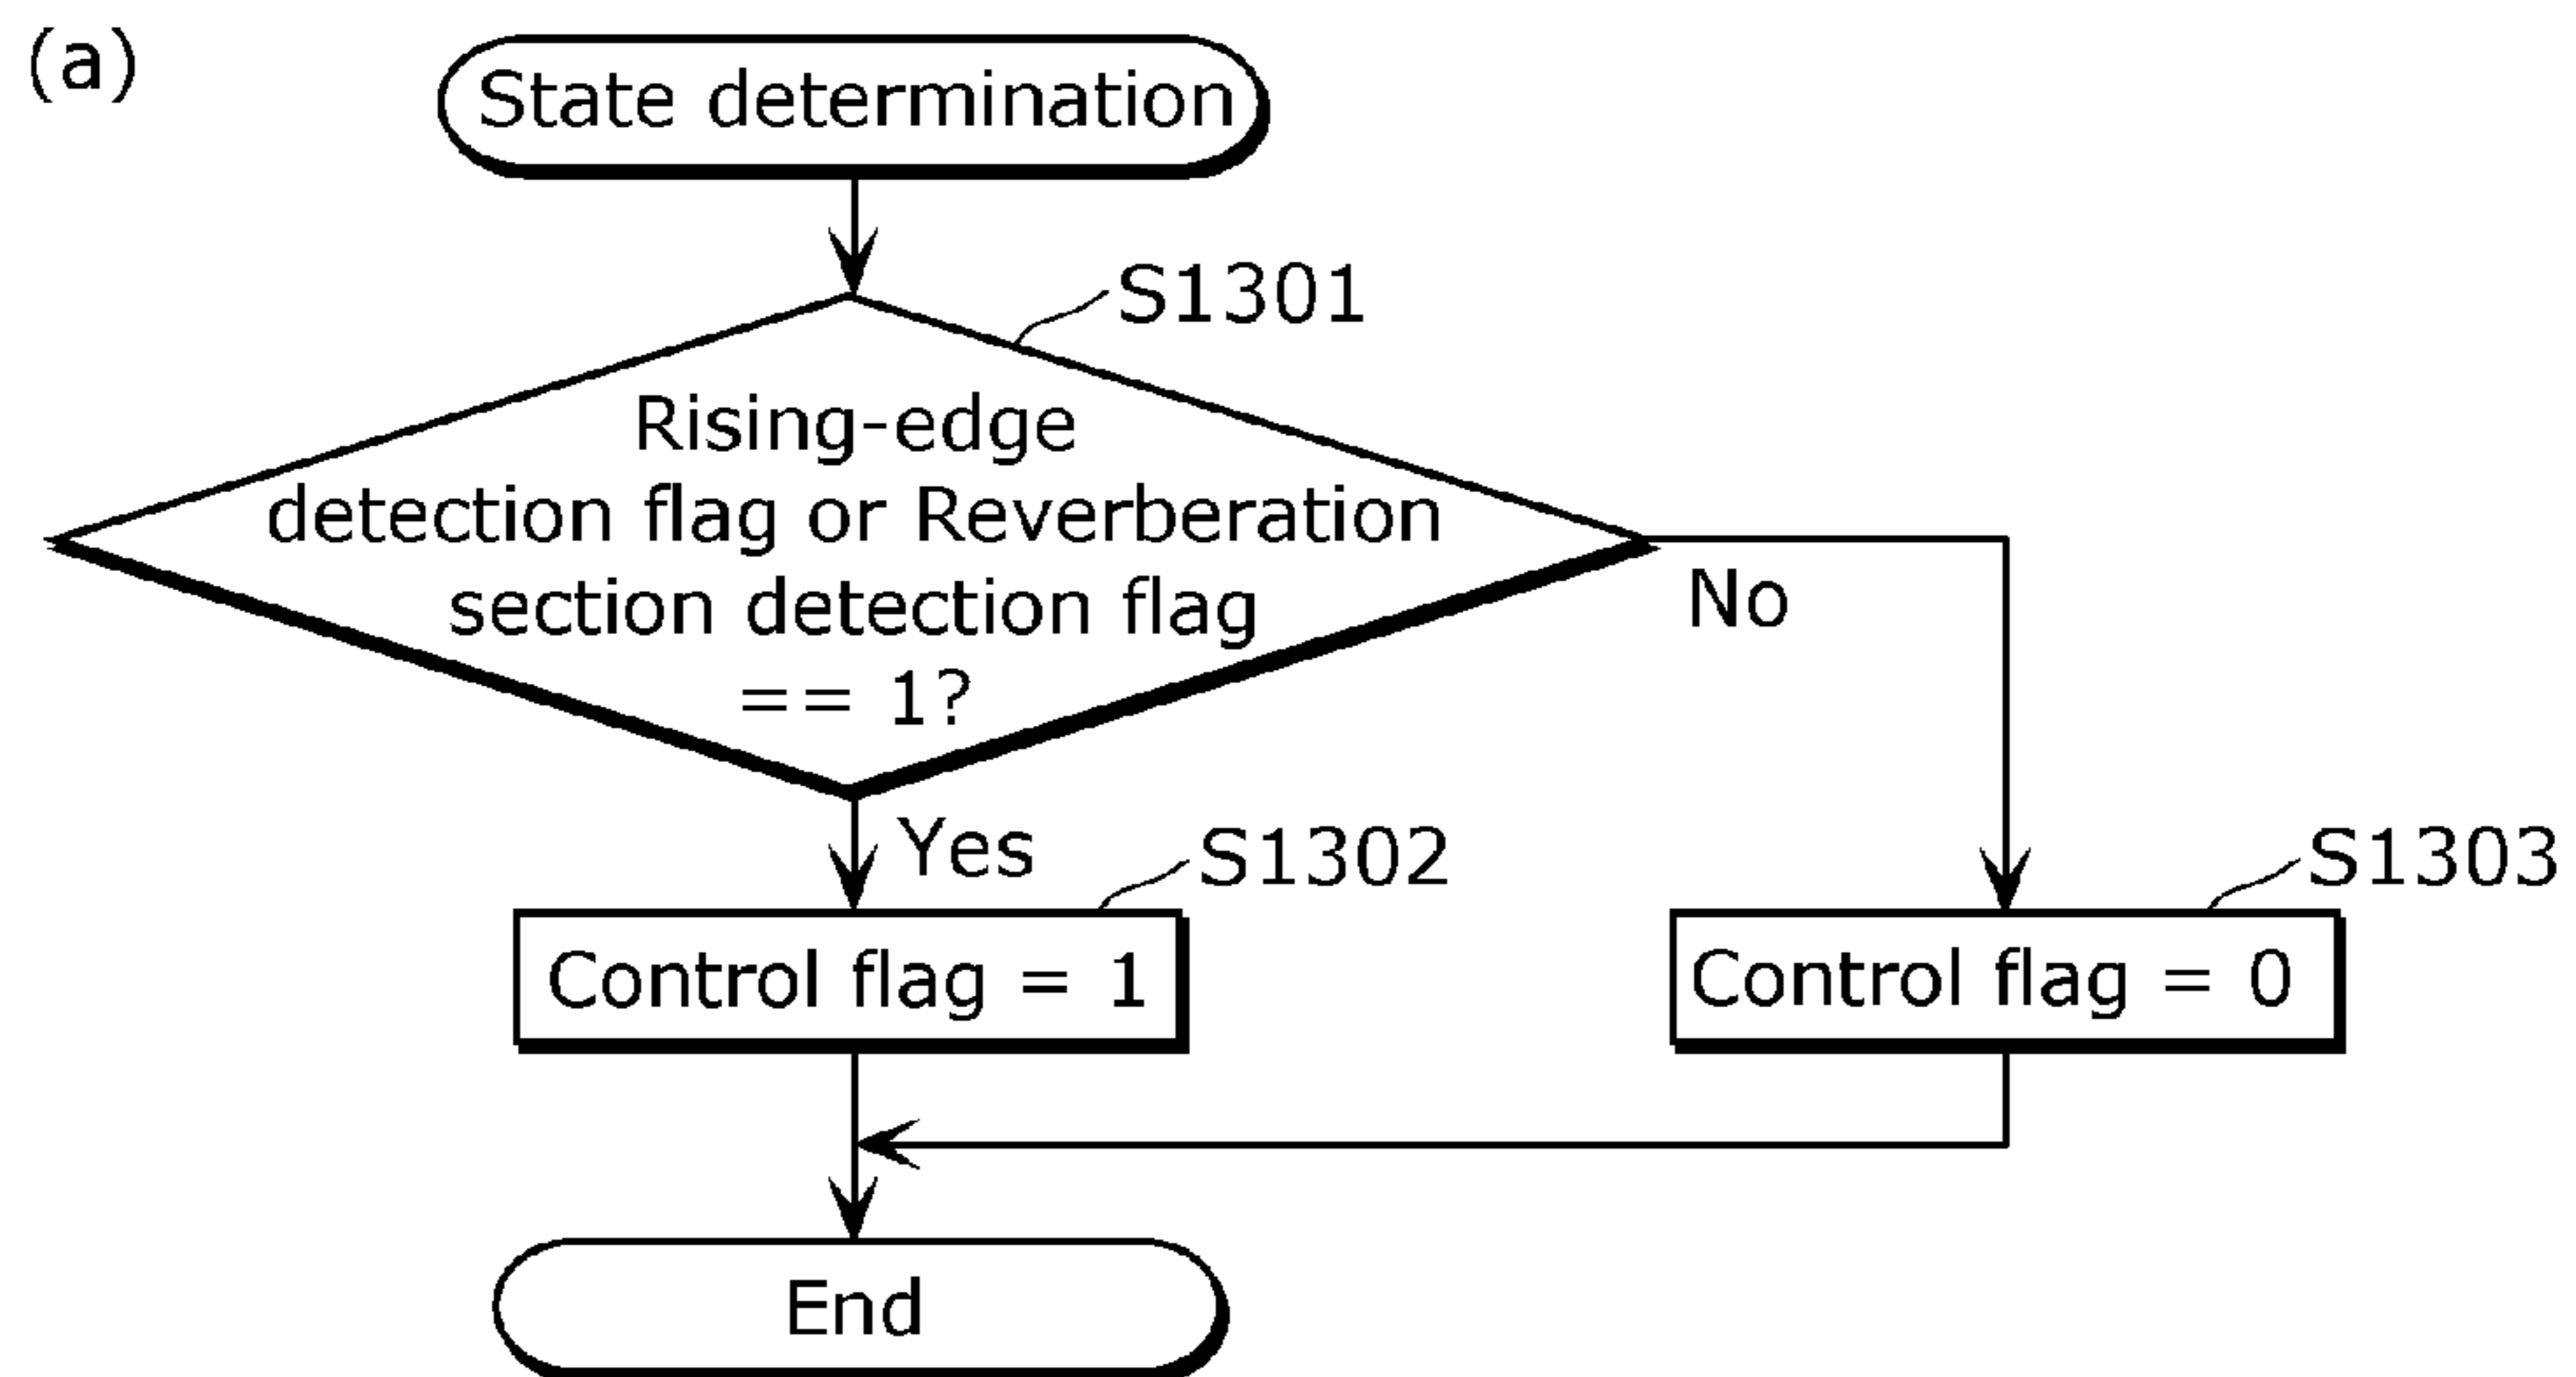 (a)
State determination
S1301
Rising-edge
detection flag or Reverberation
section detection flag
== 1?
No
Yes
S1302
S1303
Control flag = 1
Control flag = 0
End